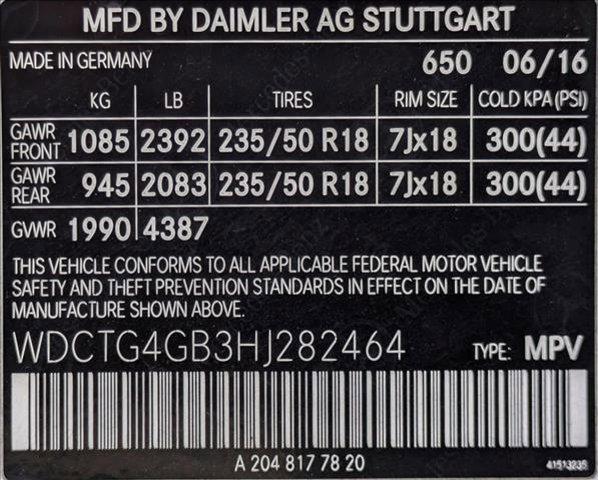 MFD BY DAIMLER AG STUTTGART
MADE IN GERMANY 650 06/16
KG LB TIRES RIM SIZE COLD KPA (PSI)
GAWR FRONT 1085 2392 235/50 R18 7Jx18 300(44)
GAWR REAR 945 2083 235/50 R18 7Jx18 300(44)
GVWR 1990 4387
THIS VEHICLE CONFORMS TO ALL APPLICABLE FEDERAL MOTOR VEHICLE
SAFETY AND THEFT PREVENTION STANDARDS IN EFFECT ON THE DATE OF
MANUFACTURE SHOWN ABOVE.
WDCTG4GB3HJ282464 TYPE: MPV
A 204 817 78 20 41513235